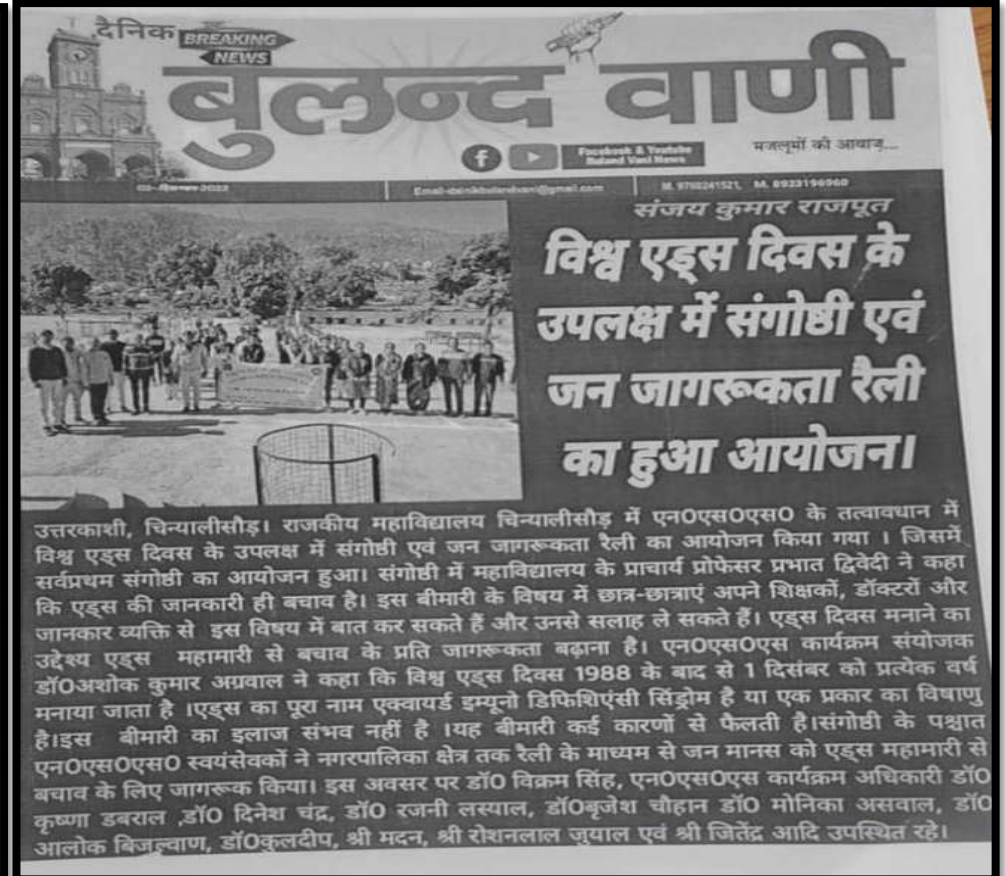 दैनिक BREAKING
NEWS
बुलन्द वाणी
Facebook & Youtube
Buland Vani News
मजलूमों की आवाज़...
Email-dainikbulandvani@gmail.com
M. 9760241521, M. 8923196960
संजय कुमार राजपूत
विश्व एड्स दिवस के
उपलक्ष में संगोष्ठी एवं
जन जागरूकता रैली
का हुआ आयोजन।
उत्तरकाशी, चिन्यालीसौड़। राजकीय महाविद्यालय चिन्यालीसौड़ में एन0एस0एस0 के तत्वावधान में
विश्व एड्स दिवस के उपलक्ष में संगोष्ठी एवं जन जागरूकता रैली का आयोजन किया गया । जिसमें
सर्वप्रथम संगोष्ठी का आयोजन हुआ। संगोष्ठी में महाविद्यालय के प्राचार्य प्रोफेसर प्रभात द्विवेदी ने कहा
कि एड्स की जानकारी ही बचाव है। इस बीमारी के विषय में छात्र-छात्राएं अपने शिक्षकों, डॉक्टरों और
जानकार व्यक्ति से इस विषय में बात कर सकते हैं और उनसे सलाह ले सकते हैं। एड्स दिवस मनाने का
उद्देश्य एड्स महामारी से बचाव के प्रति जागरूकता बढ़ाना है। एन0एस0एस कार्यक्रम संयोजक
डॉ0अशोक कुमार अग्रवाल ने कहा कि विश्व एड्स दिवस 1988 के बाद से 1 दिसंबर को प्रत्येक वर्ष
मनाया जाता है ।एड्स का पूरा नाम एक्वायर्ड इम्यूनो डिफिशिएंसी सिंड्रोम है या एक प्रकार का विषाणु
है।इस बीमारी का इलाज संभव नहीं है ।यह बीमारी कई कारणों से फैलती है।संगोष्ठी के पश्चात
एन0एस0एस0 स्वयंसेवकों ने नगरपालिका क्षेत्र तक रैली के माध्यम से जन मानस को एड्स महामारी से
बचाव के लिए जागरूक किया। इस अवसर पर डॉ0 विक्रम सिंह, एन0एस0एस कार्यक्रम अधिकारी डॉ0
कृष्णा डबराल ,डॉ0 दिनेश चंद्र, डॉ0 रजनी लस्याल, डॉ0बृजेश चौहान डॉ0 मोनिका असवाल, डॉ0
आलोक बिजल्वाण, डॉ0कुलदीप, श्री मदन, श्री रोशनलाल जुयाल एवं श्री जितेंद्र आदि उपस्थित रहे।